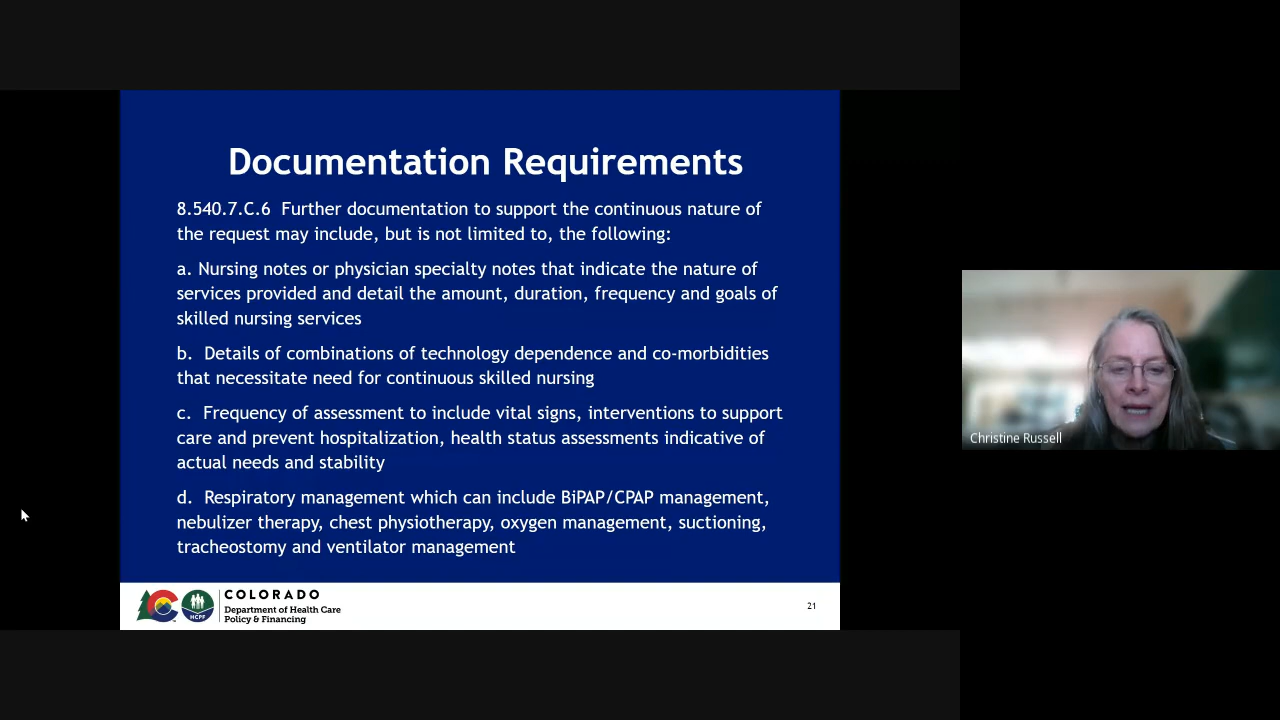 Documentation Requirements
8.540.7.C.6 Further documentation to support the continuous nature of
the request may include, but is not limited to, the following:
a. Nursing notes or physician specialty notes that indicate the nature of
services provided and detail the amount, duration, frequency and goals of
skilled nursing services
b. Details of combinations of technology dependence and co-morbidities
that necessitate need for continuous skilled nursing
c. Frequency of assessment to include vital signs, interventions to support
care and prevent hospitalization, health status assessments indicative of
actual needs and stability
d. Respiratory management which can include BiPAP/CPAP management,
nebulizer therapy, chest physiotherapy, oxygen management, suctioning,
tracheostomy and ventilator management
HCPF
COLORADO
Department of Health Care
Policy & Financing
21
Christine Russell